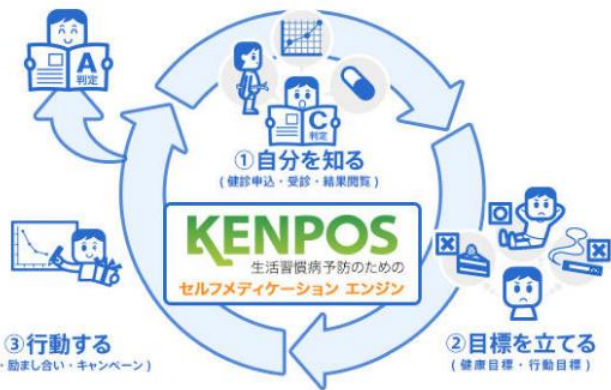 A
判定
C
判定
①自分を知る
(健診申込・受診・結果閲覧)
KENPOS
生活習慣病予防のための
セルフメディケーション エンジン
②目標を立てる
(健康目標・行動目標)
③行動する
・励まし合い・キャンペーン)